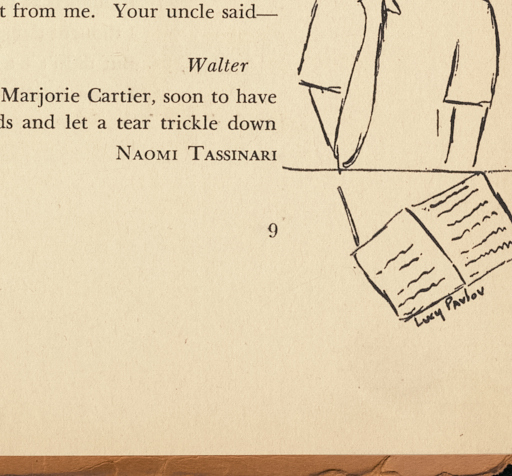 t from me. Your uncle said—
Walter
Marjorie Cartier, soon to have
ds and let a tear trickle down
NAOMI TASSINARI
9
LUCY PAVLOV